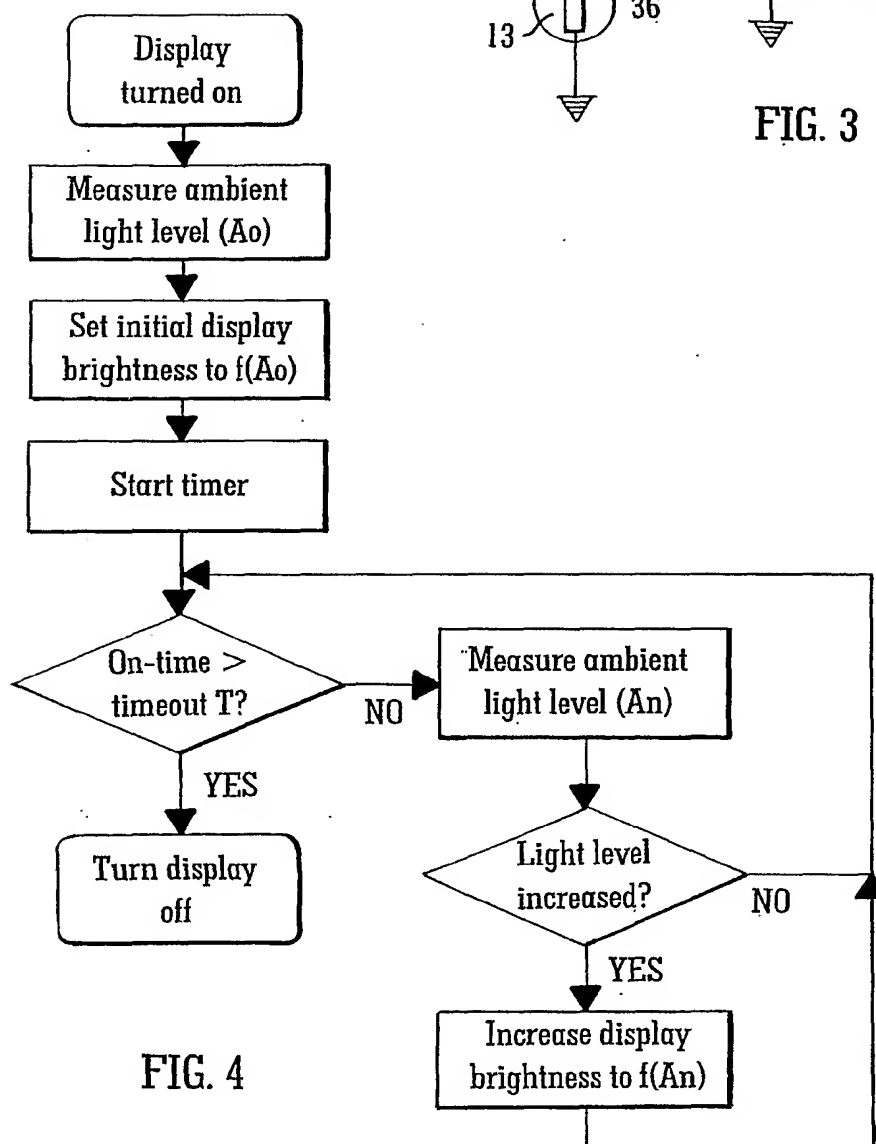 13
36
FIG. 3
Display
turned on
Measure ambient
light level (Ao)
Set initial display
brightness to f(Ao)
Start timer
On-time >
timeout T?
NO
YES
Turn display
off
Measure ambient
light level (An)
Light level
increased?
NO
YES
Increase display
brightness to f(An)
FIG. 4